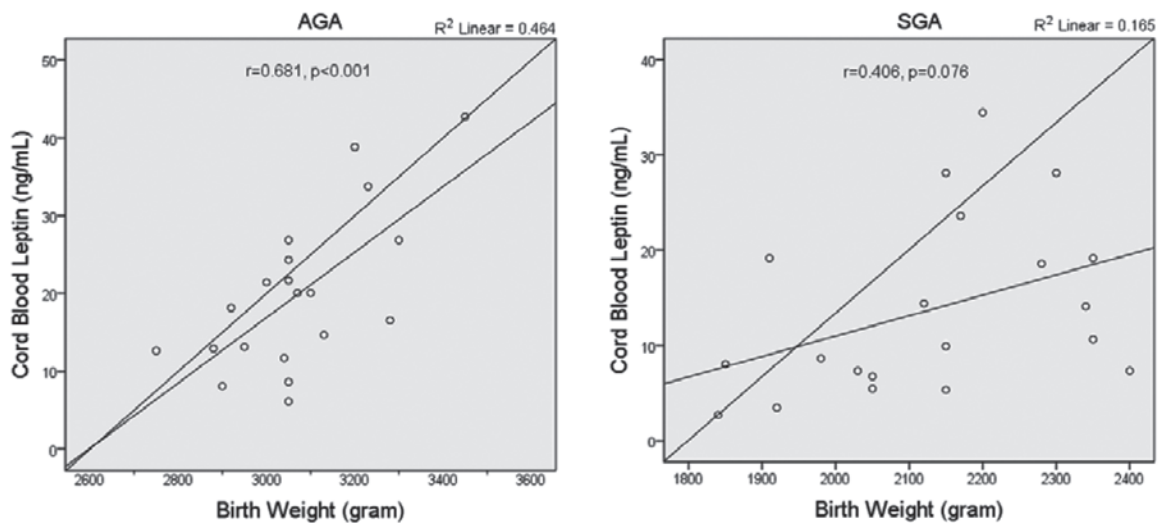 AGA
R² Linear = 0.464
r=0.681, p<0.001
Cord Blood Leptin (ng/mL)
50
40
30
20
10
0
2600 2800 3000 3200 3400 3600
Birth Weight (gram)
SGA
R² Linear = 0.165
r=0.406, p=0.076
Cord Blood Leptin (ng/mL)
40
30
20
10
0
1800 1900 2000 2100 2200 2300 2400
Birth Weight (gram)